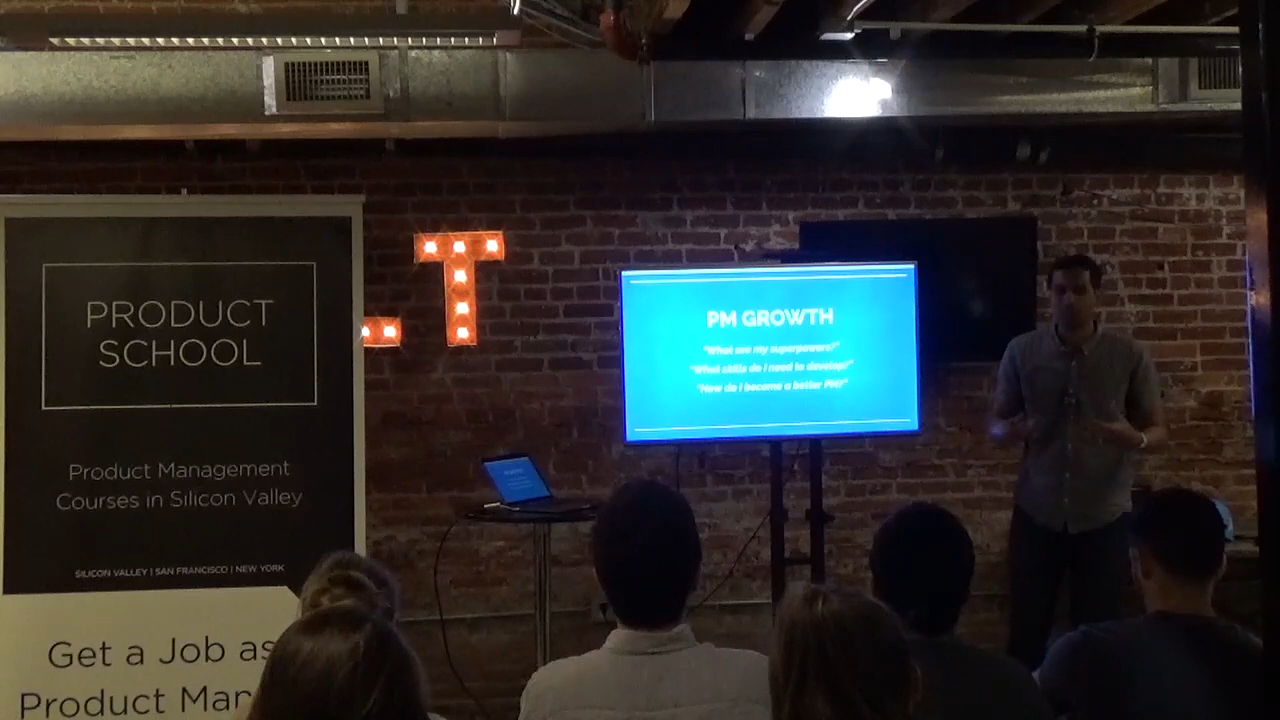 PRODUCT
SCHOOL
Product Management
Courses in Silicon Valley
SILICON VALLEY | SAN FRANCISCO | NEW YORK
Get a Job as
Product Man
T
PM GROWTH
"What are my superpowers?"
"What skills do I need to develop?"
"How do I become a better PM?"